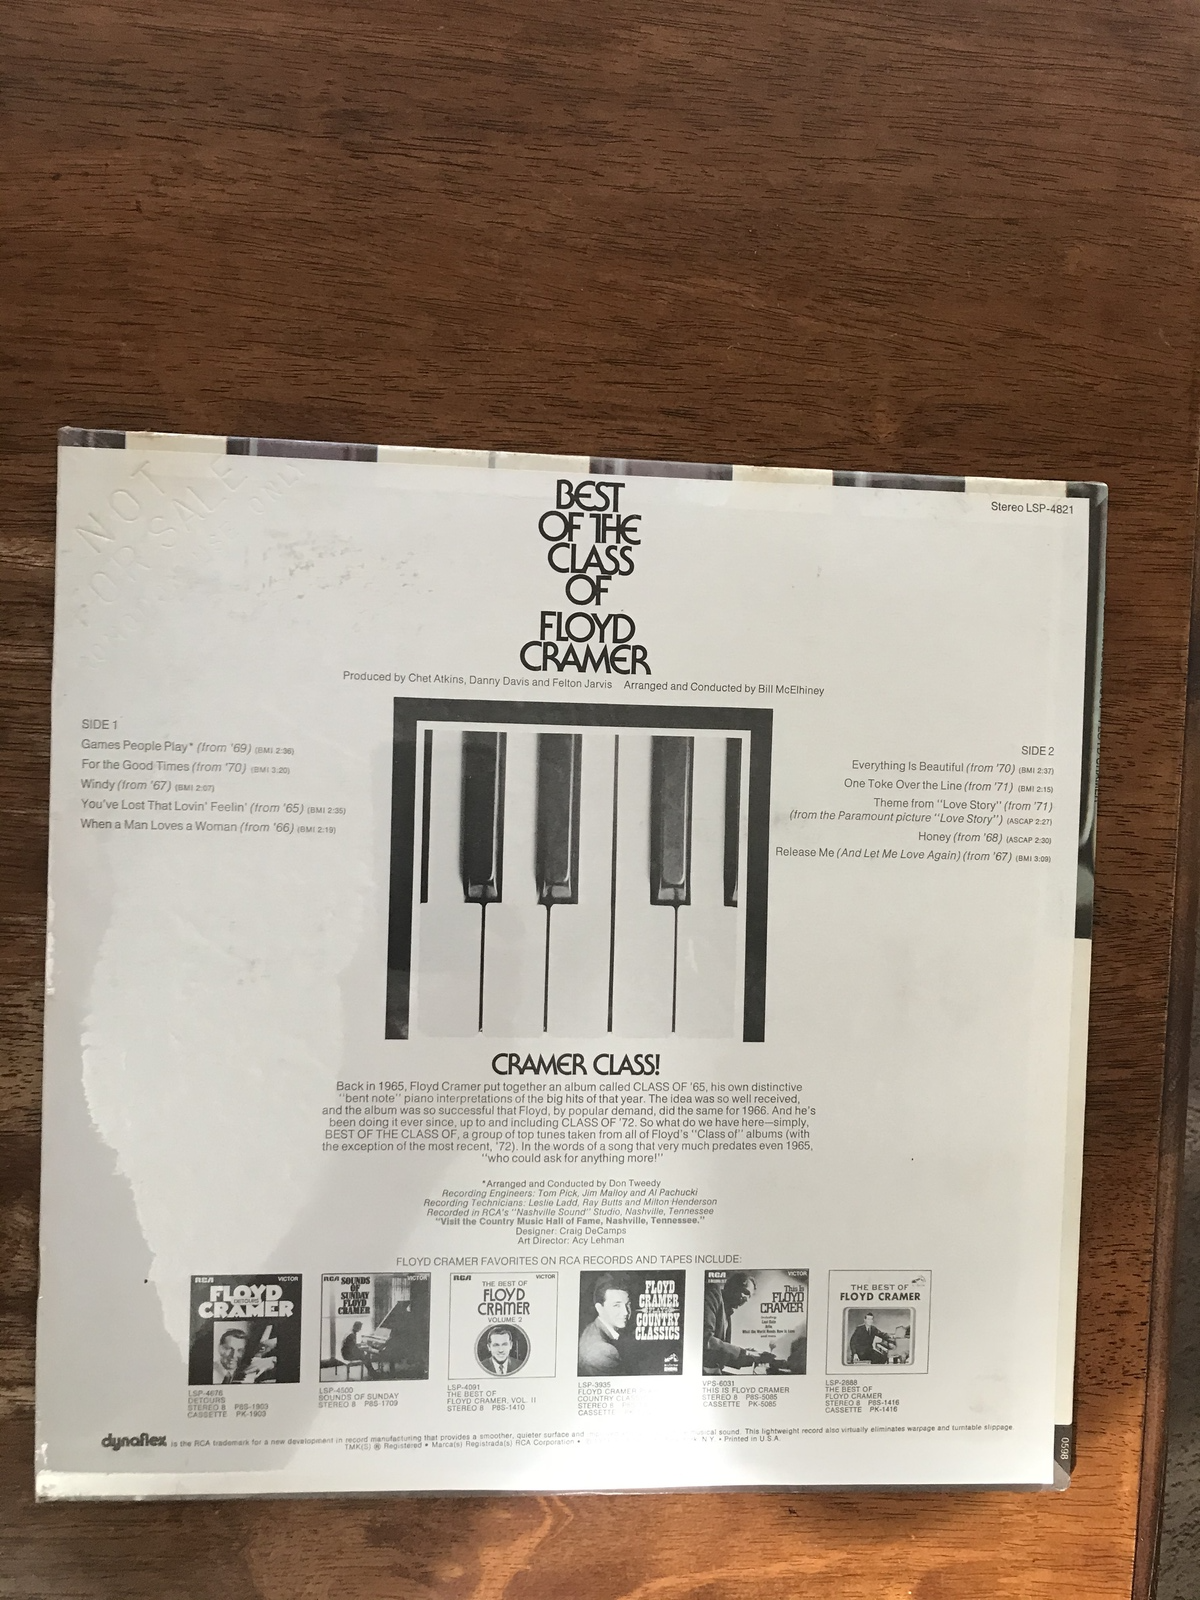 NOT
FOR SALE
BEST
OF THE
CLASS
OF
FLOYD
CRAMER
Stereo LSP-4821
Produced by Chet Atkins, Danny Davis and Felton Jarvis Arranged and Conducted by Bill McElhiney
SIDE 1
Games People Play* (from '69) (BMI 2:36)
For the Good Times (from '70) (BMI 3:20)
Windy (from '67) (BMI 2:07)
You've Lost That Lovin' Feelin' (from '65) (BMI 2:35)
When a Man Loves a Woman (from '66) (BMI 2:19)
SIDE 2
Everything Is Beautiful (from '70) (BMI 2:37)
One Toke Over the Line (from '71) (BMI 2:15)
Theme from "Love Story" (from '71)
(from the Paramount picture "Love Story") (ASCAP 2:27)
Honey (from '68) (ASCAP 2:30)
Release Me (And Let Me Love Again) (from '67) (BMI 3:09)
CRAMER CLASS!
Back in 1965, Floyd Cramer put together an album called CLASS OF '65, his own distinctive
"bent note" piano interpretations of the big hits of that year. The idea was so well received,
and the album was so successful that Floyd, by popular demand, did the same for 1966. And he's
been doing it ever since, up to and including CLASS OF '72. So what do we have here—simply,
BEST OF THE CLASS OF, a group of top tunes taken from all of Floyd's "Class of" albums (with
the exception of the most recent, '72). In the words of a song that very much predates even 1965,
"who could ask for anything more!"
*Arranged and Conducted by Don Tweedy
Recording Engineers: Tom Pick, Jim Malloy and Al Pachucki
Recording Technicians: Leslie Ladd, Ray Butts and Milton Henderson
Recorded in RCA's "Nashville Sound" Studio, Nashville, Tennessee
"Visit the Country Music Hall of Fame, Nashville, Tennessee."
Designer: Craig DeCamps
Art Director: Acy Lehman
FLOYD CRAMER FAVORITES ON RCA RECORDS AND TAPES INCLUDE:
RCA VICTOR
FLOYD
DETOURS
CRAMER
LSP-4676
DETOURS
STEREO 8 P8S-1903
CASSETTE PK-1903
RCA VICTOR
SOUNDS
OF
SUNDAY
FLOYD
CRAMER
LSP-4500
SOUNDS OF SUNDAY
STEREO 8 P8S-1709
RCA VICTOR
THE BEST OF
FLOYD
CRAMER
VOLUME 2
LSP-4091
THE BEST OF
FLOYD CRAMER, VOL. II
STEREO 8 P8S-1410
FLOYD
CRAMER
COUNTRY
CLASSICS
LSP-3935
FLOYD CRAMER
COUNTRY
STEREO 8
RCA VICTOR
This Is
FLOYD
CRAMER
VPS-6031
THIS IS FLOYD CRAMER
STEREO 8 P8S-5085
CASSETTE PK-5085
THE BEST OF
FLOYD CRAMER
LSP-2888
THE BEST OF
FLOYD CRAMER
STEREO 8 P8S-1416
CASSETTE PK-1416
dynaflex is the RCA trademark for a new development in record manufacturing that provides a smoother, quieter surface and sound. This lightweight record also virtually eliminates warpage and turntable slippage.
TMK(S) ® Registered • Marca(s) Registrada(s) RCA Corporation • N.Y. • Printed in U.S.A.
0598